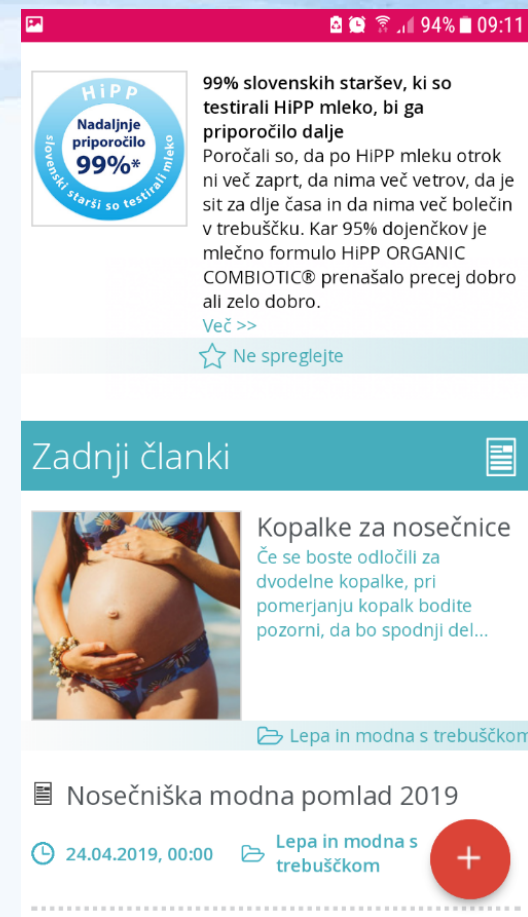 94% 09:11
HiPP
Nadaljnje
priporočilo
99%*
slovenski starši so testirali mleko
99% slovenskih staršev, ki so
testirali HiPP mleko, bi ga
priporočilo dalje
Poročali so, da po HiPP mleku otrok
ni več zaprt, da nima več vetrov, da je
sit za dlje časa in da nima več bolečin
v trebuščku. Kar 95% dojenčkov je
mlečno formulo HiPP ORGANIC
COMBIOTIC® prenašalo precej dobro
ali zelo dobro.
Več >>
Ne spreglejte
Zadnji članki
Kopalke za nosečnice
Če se boste odločili za
dvodelne kopalke, pri
pomerjanju kopalk bodite
pozorni, da bo spodnji del...
Lepa in modna s trebuščkom
Nosečniška modna pomlad 2019
24.04.2019, 00:00
Lepa in modna s
trebuščkom